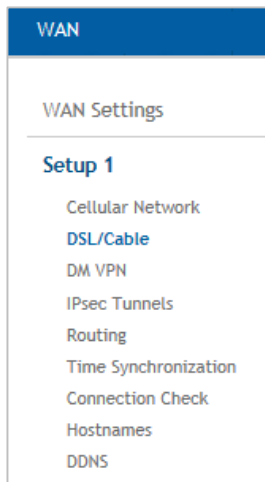 WAN
WAN Settings
Setup 1
Cellular Network
DSL/Cable
DM VPN
IPsec Tunnels
Routing
Time Synchronization
Connection Check
Hostnames
DDNS